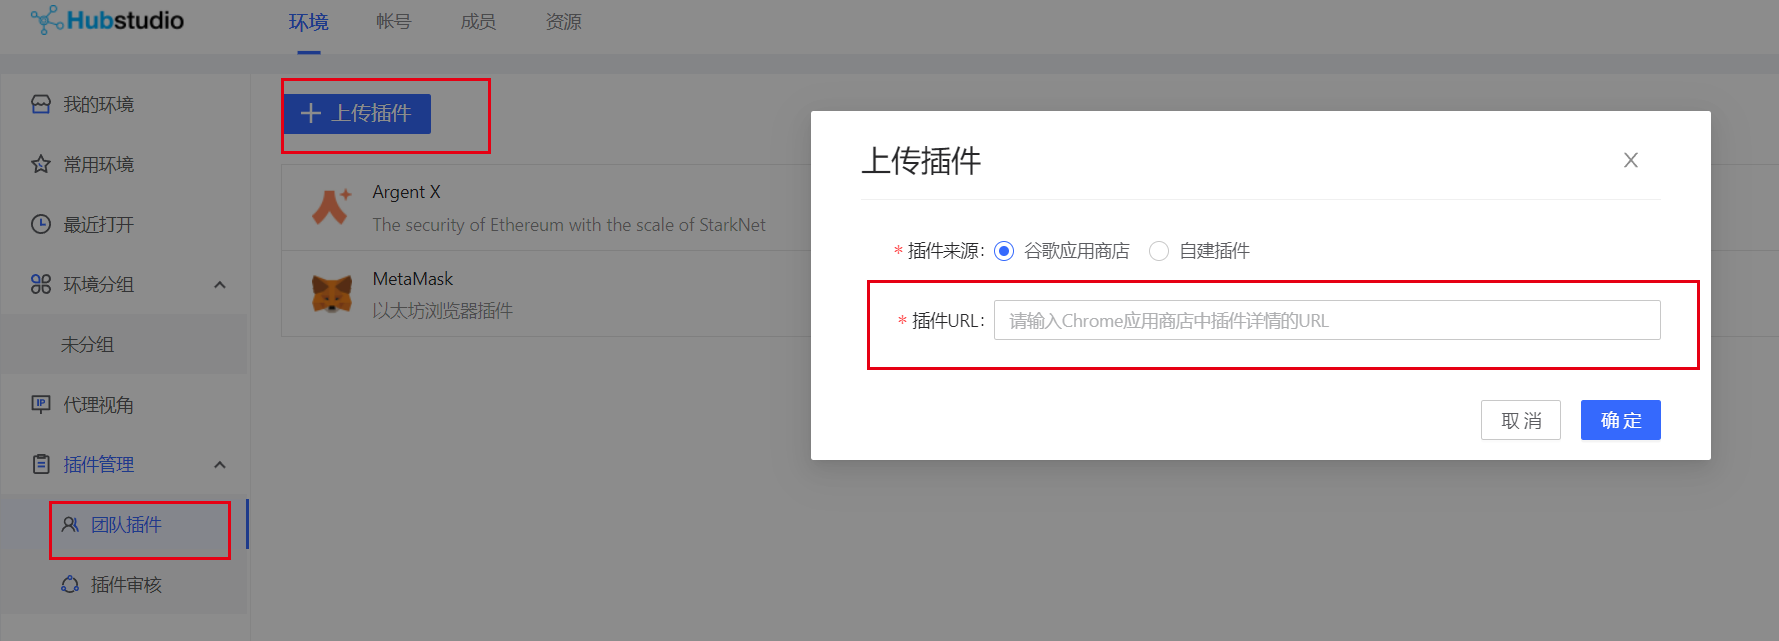 Hubstudio
环境 帐号 成员 资源
我的环境
常用环境
最近打开
环境分组
未分组
IP 代理视角
插件管理
团队插件
插件审核
上传插件
Argent X
The security of Ethereum with the scale of StarkNet
MetaMask
以太坊浏览器插件
上传插件
* 插件来源: 谷歌应用商店 自建插件
* 插件URL: 请输入Chrome应用商店中插件详情的URL
取消 确定